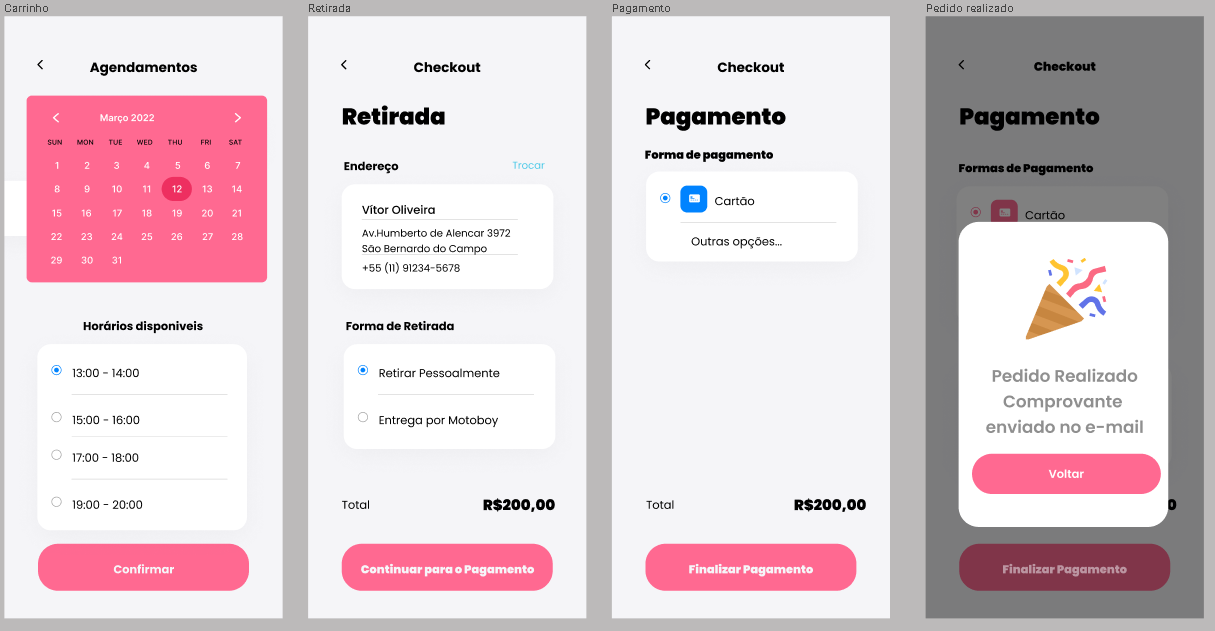 Carrinho
Agendamentos
Março 2022
SUN MON TUE WED THU FRI SAT
1 2 3 4 5 6 7
8 9 10 11 12 13 14
15 16 17 18 19 20 21
22 23 24 25 26 27 28
29 30 31
Horários disponiveis
13:00 - 14:00
15:00 - 16:00
17:00 - 18:00
19:00 - 20:00
Confirmar
Retirada
Checkout
Retirada
Endereço Trocar
Vítor Oliveira
Av.Humberto de Alencar 3972
São Bernardo do Campo
+55 (11) 91234-5678
Forma de Retirada
Retirar Pessoalmente
Entrega por Motoboy
Total R$200,00
Continuar para o Pagamento
Pagamento
Checkout
Pagamento
Forma de pagamento
Cartão
Outras opções...
Total R$200,00
Finalizar Pagamento
Pedido realizado
Checkout
Pagamento
Formas de Pagamento
Cartão
Pedido Realizado
Comprovante
enviado no e-mail
Voltar
0
Finalizar Pagamento